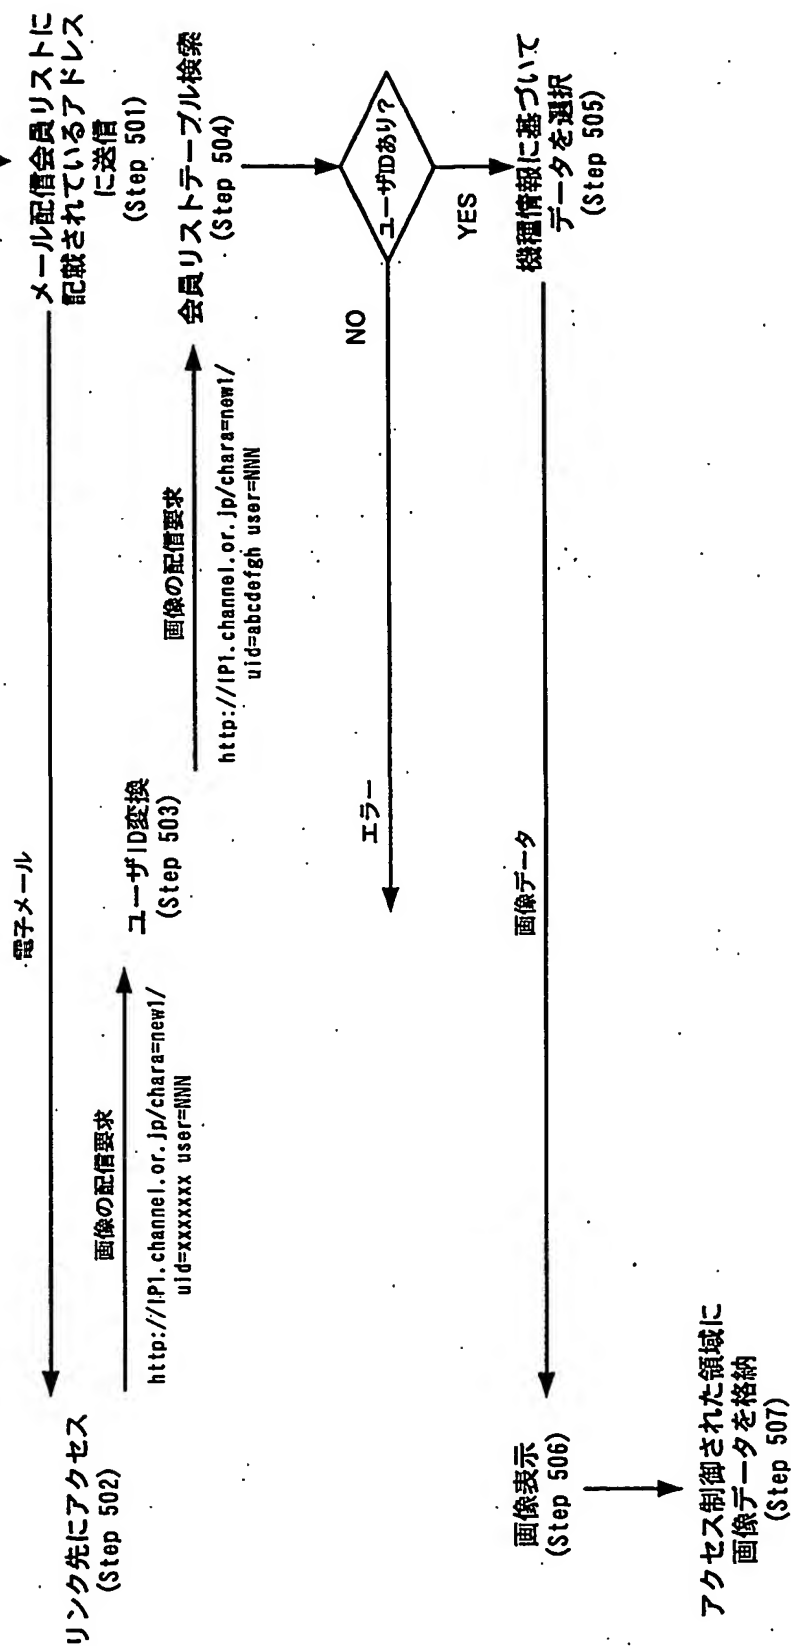 メール配信会員リストに
記載されているアドレス
に送信
(Step 501)
電子メール
リンク先にアクセス
(Step 502)
画像の配信要求
http://IP1.channel.or.jp/chara=new1/
uid=xxxxxxx user=NNN
ユーザID変換
(Step 503)
画像の配信要求
http://IP1.channel.or.jp/chara=new1/
uid=abcdefgh user=NNN
会員リストテーブル検索
(Step 504)
ユーザIDあり?
NO
エラー
YES
機種情報に基づいて
データを選択
(Step 505)
画像データ
画像表示
(Step 506)
アクセス制御された領域に
画像データを格納
(Step 507)